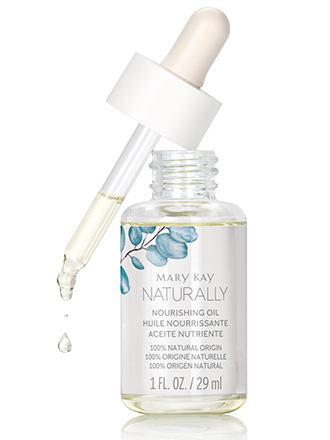 MARY KAY
NATURALLY
NOURISHING OIL
HUILE NOURRISSANTE
ACEITE NUTRIENTE
100% NATURAL ORIGIN
100% ORIGINE NATURELLE
100% ORIGEN NATURAL
1 FL. OZ. / 29 ml